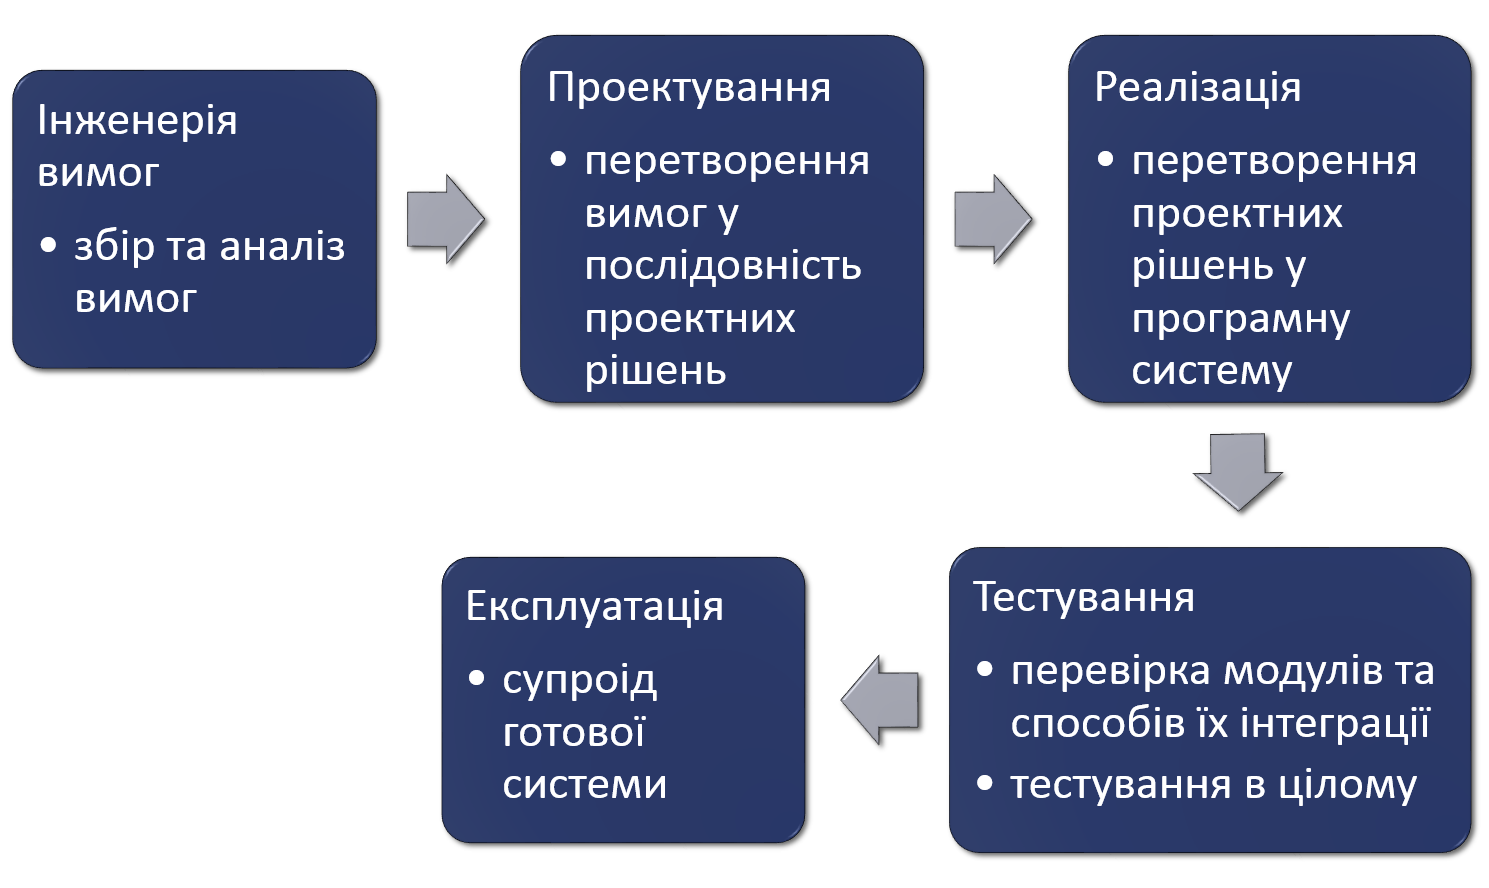 Інженерія
вимог
• збір та аналіз
вимог
Проектування
• перетворення
вимог у
послідовність
проектних
рішень
Реалізація
• перетворення
проектних
рішень у
програмну
систему
Тестування
• перевірка модулів та
способів їх інтеграції
• тестування в цілому
Експлуатація
• супроід
готової
системи